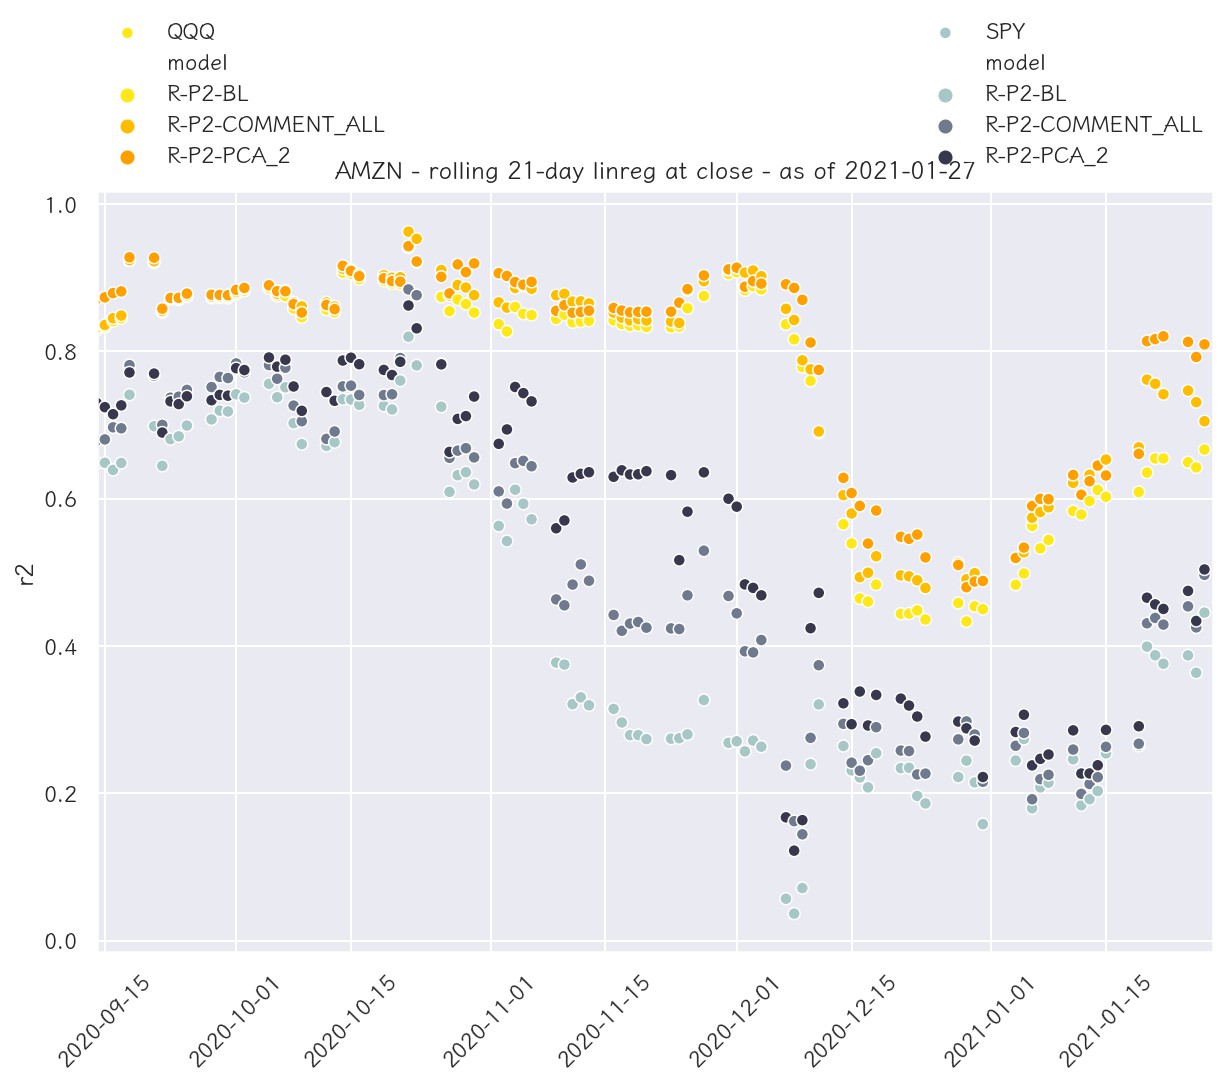 QQQ
model
R-P2-BL
R-P2-COMMENT_ALL
R-P2-PCA_2
SPY
model
R-P2-BL
R-P2-COMMENT_ALL
R-P2-PCA_2
AMZN - rolling 21-day linreg at close - as of 2021-01-27
r2
1.0
0.8
0.6
0.4
0.2
0.0
2020-09-15
2020-10-01
2020-10-15
2020-11-01
2020-11-15
2020-12-01
2020-12-15
2021-01-01
2021-01-15